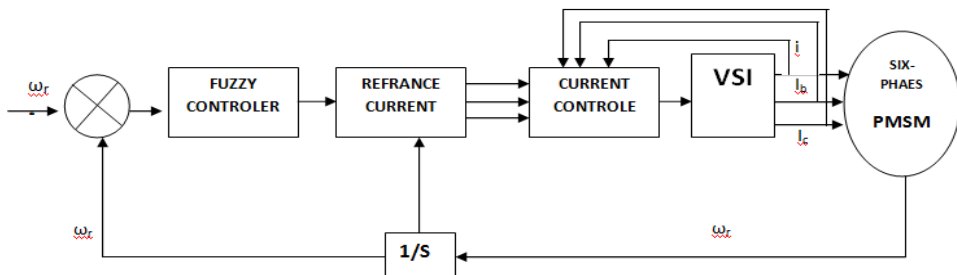 ωr
-
FUZZY
CONTROLER
REFRANCE
CURRENT
CURRENT
CONTROLE
VSI
i
Ib
Ic
SIX-
PHAES
PMSM
ωr
1/S
ωr